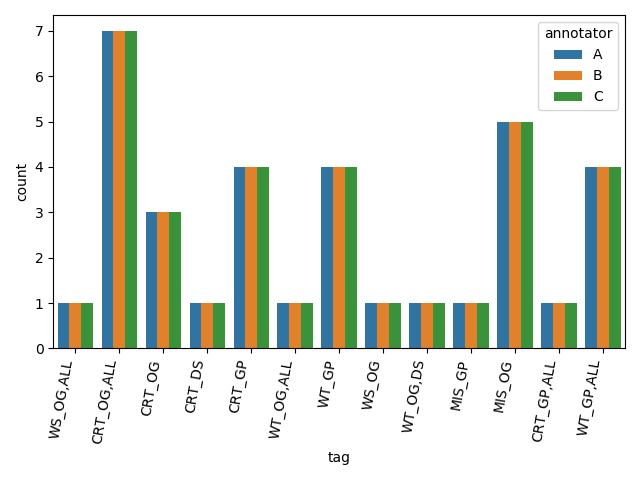 annotator
A
B
C
7
6
5
4
3
2
1
0
count
WS_OG,ALL
CRT_OG,ALL
CRT_OG
CRT_DS
CRT_GP
WT_OG,ALL
WT_GP
WS_OG
WT_OG,DS
MIS_GP
MIS_OG
CRT_GP,ALL
WT_GP,ALL
tag